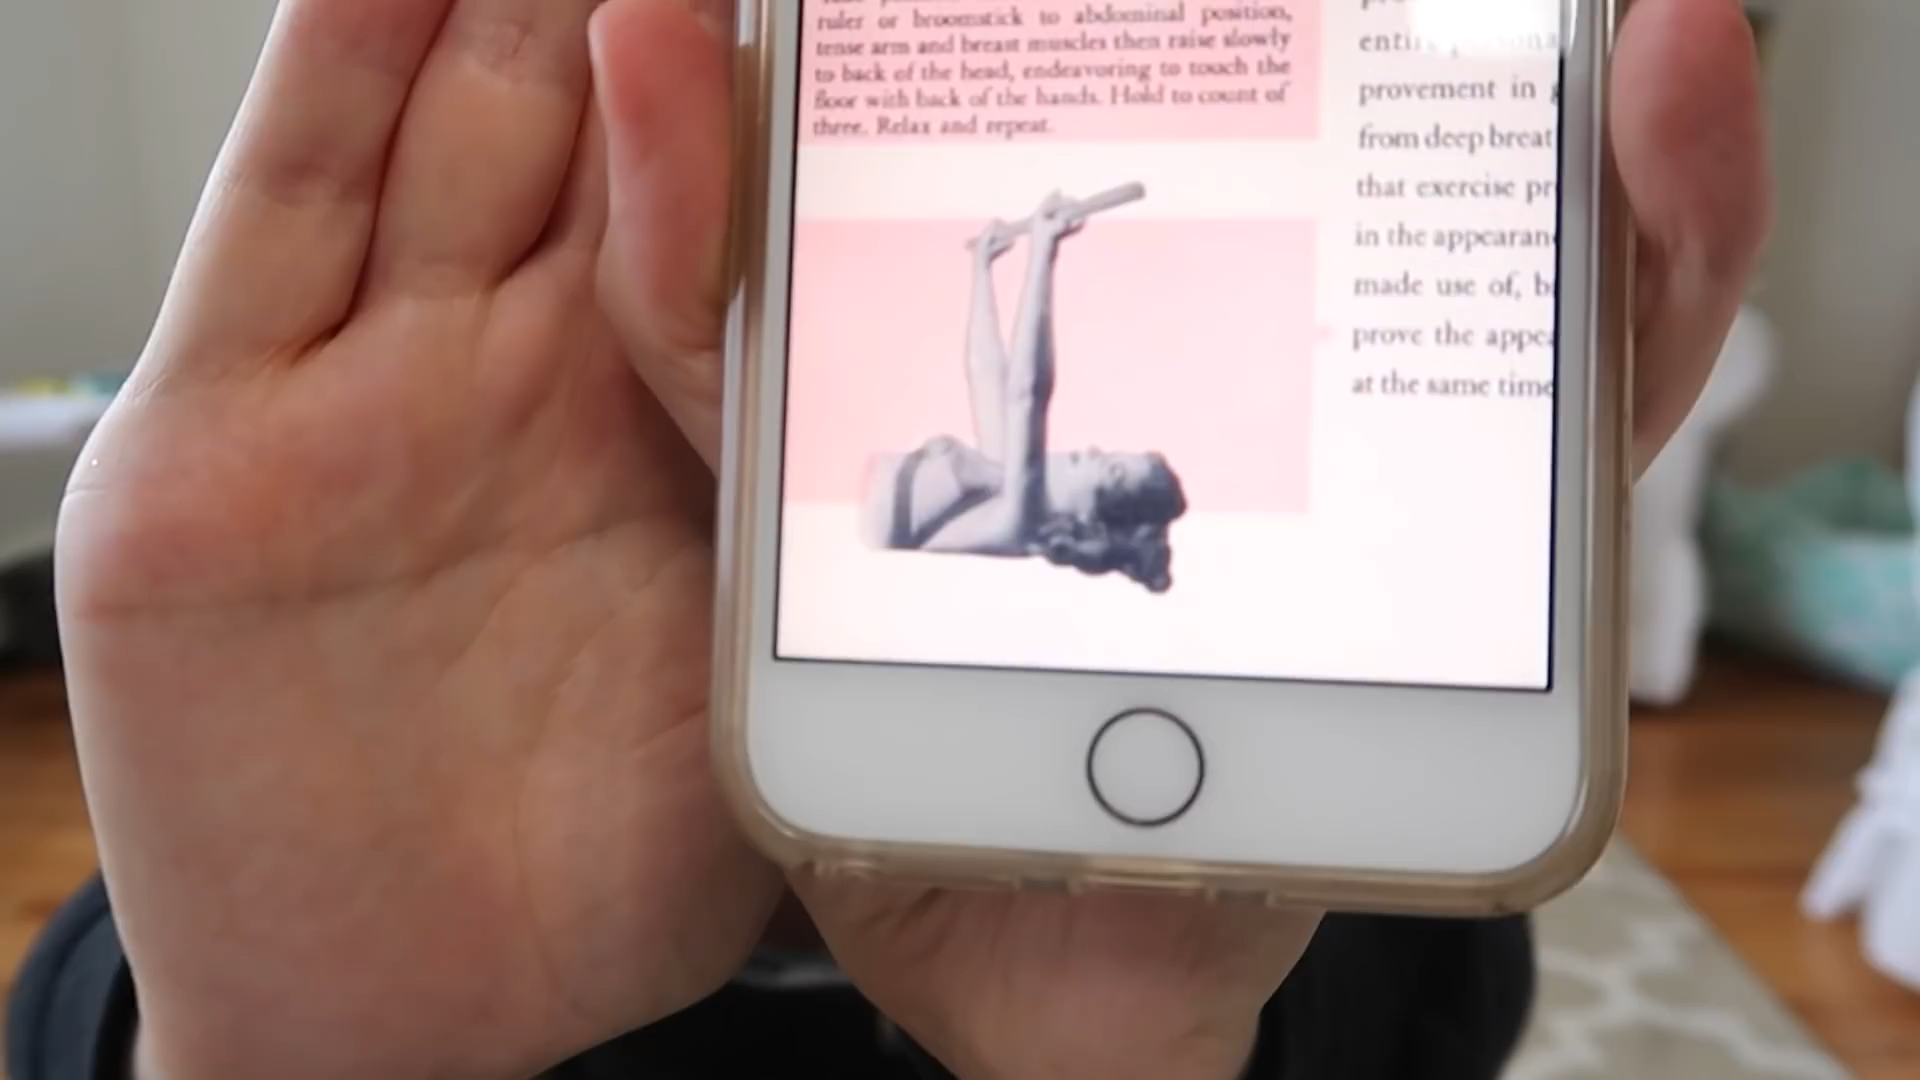 ruler or broomstick to abdominal position,
tense arm and breast muscles then raise slowly
to back of the head, endeavoring to touch the
floor with back of the hands. Hold to count of
three. Relax and repeat.
provement in
from deep breat
that exercise pr
in the appearan
made use of, b
prove the appe
at the same time